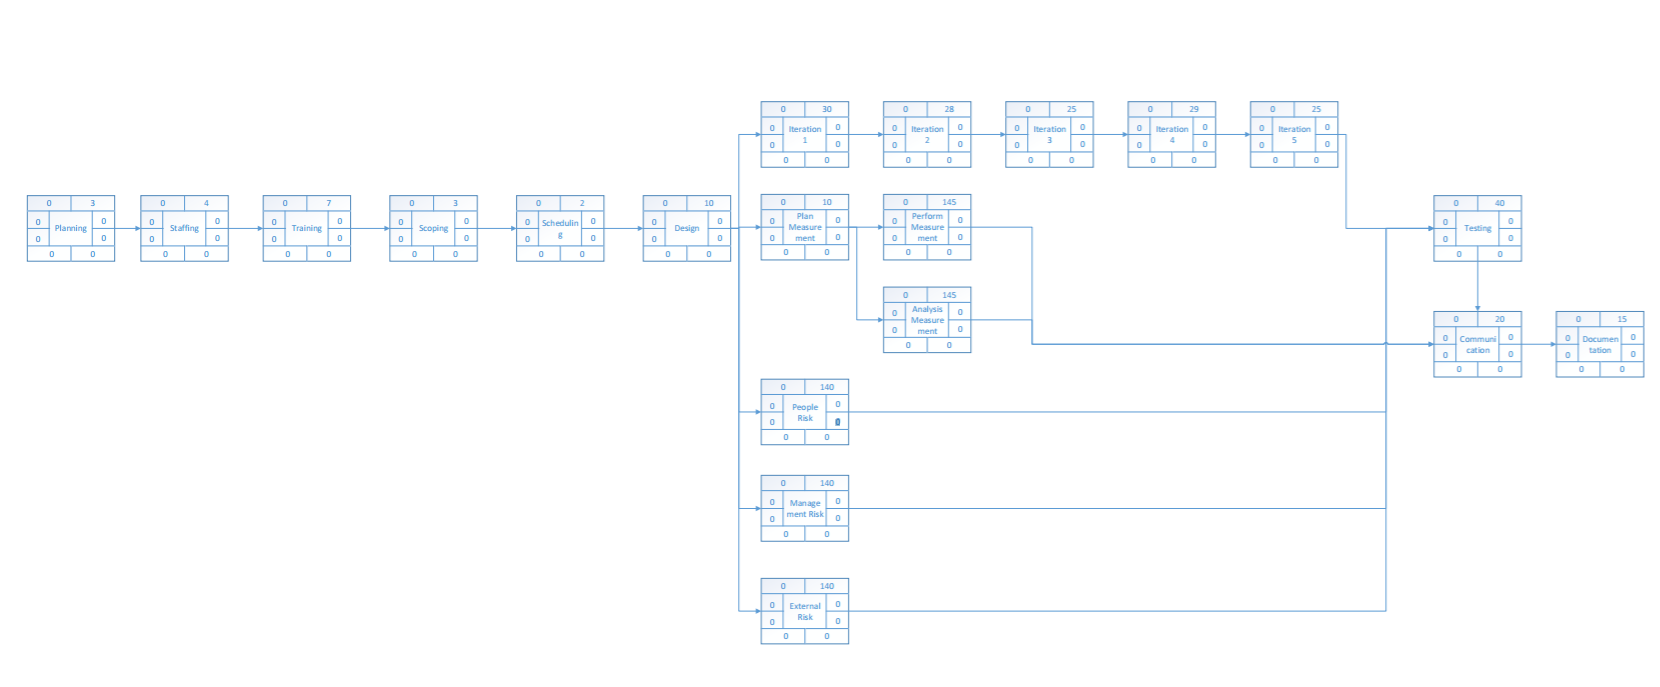 0 30
0 Iteration 0
0 1 0
0 0
0 28
0 Iteration 0
0 2 0
0 0
0 25
0 Iteration 0
0 3 0
0 0
0 29
0 Iteration 0
0 4 0
0 0
0 25
0 Iteration 0
0 5 0
0 0
0 3
0 Planning 0
0 0
0 0
0 4
0 Staffing 0
0 0
0 0
0 7
0 Training 0
0 0
0 0
0 3
0 Scoping 0
0 0
0 0
0 2
0 Schedulin 0
0 g 0
0 0
0 10
0 Design 0
0 0
0 0
0 10
0 Plan 0
Measure
0 ment 0
0 0
0 145
0 Perform 0
Measure
0 ment 0
0 0
0 40
0 Testing 0
0 0
0 0
0 145
0 Analysis 0
Measure
0 ment 0
0 0
0 20
0 Communi 0
0 cation 0
0 0
0 15
0 Documen 0
0 tation 0
0 0
0 140
0 People 0
0 Risk 0
0 0
0 140
0 Manage 0
0 ment Risk 0
0 0
0 140
0 External 0
0 Risk 0
0 0